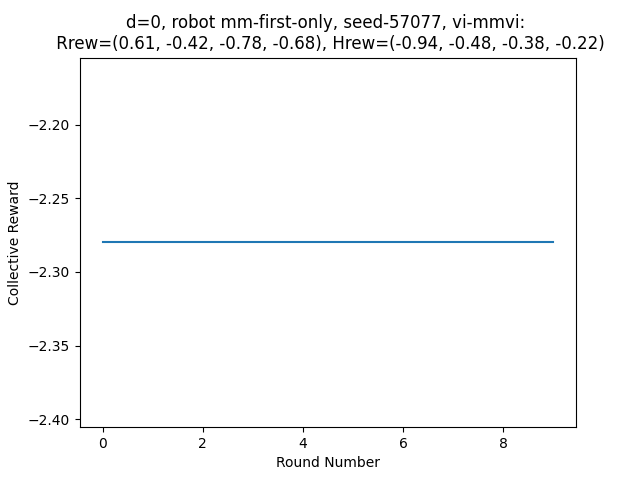 d=0, robot mm-first-only, seed-57077, vi-mmvi:
Rrew=(0.61, -0.42, -0.78, -0.68), Hrew=(-0.94, -0.48, -0.38, -0.22)
−2.20
−2.25
−2.30
−2.35
−2.40
Collective Reward
0 2 4 6 8
Round Number